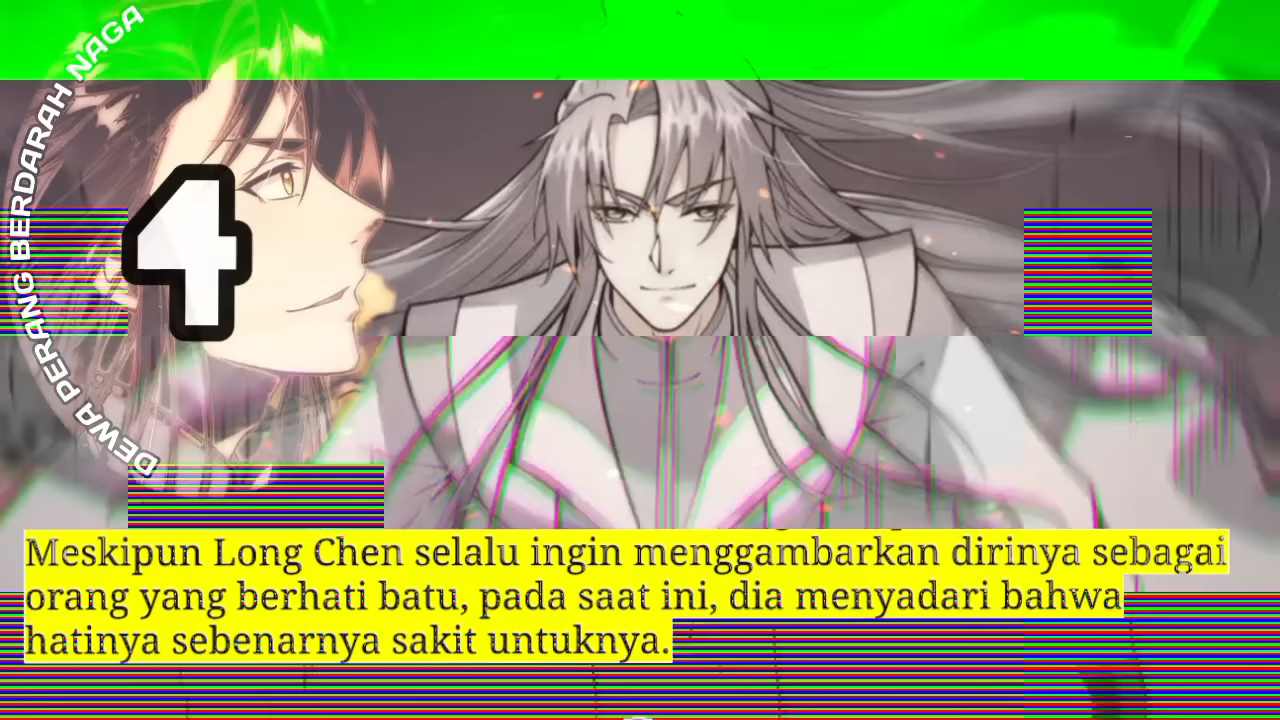 DEWA PERANG BERDARAH NAGA
4
Meskipun Long Chen selalu ingin menggambarkan dirinya sebagai
orang yang berhati batu, pada saat ini, dia menyadari bahwa
hatinya sebenarnya sakit untuknya.